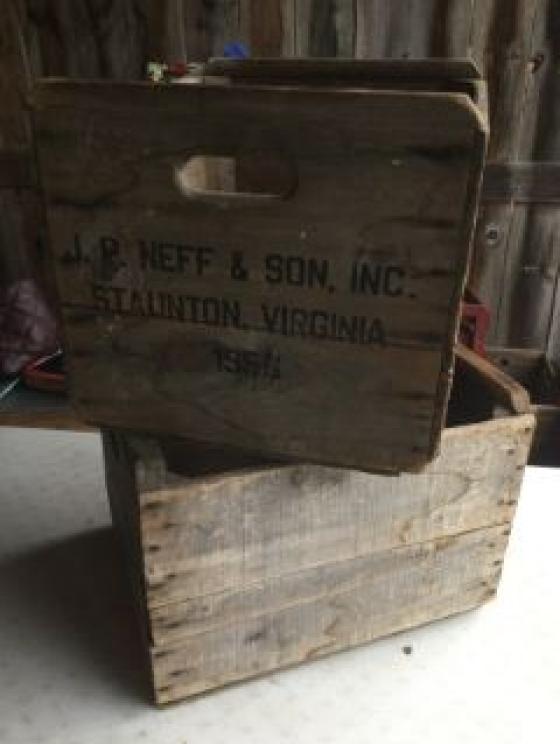 J. P. NEFF & SON, INC.
STAUNTON, VIRGINIA